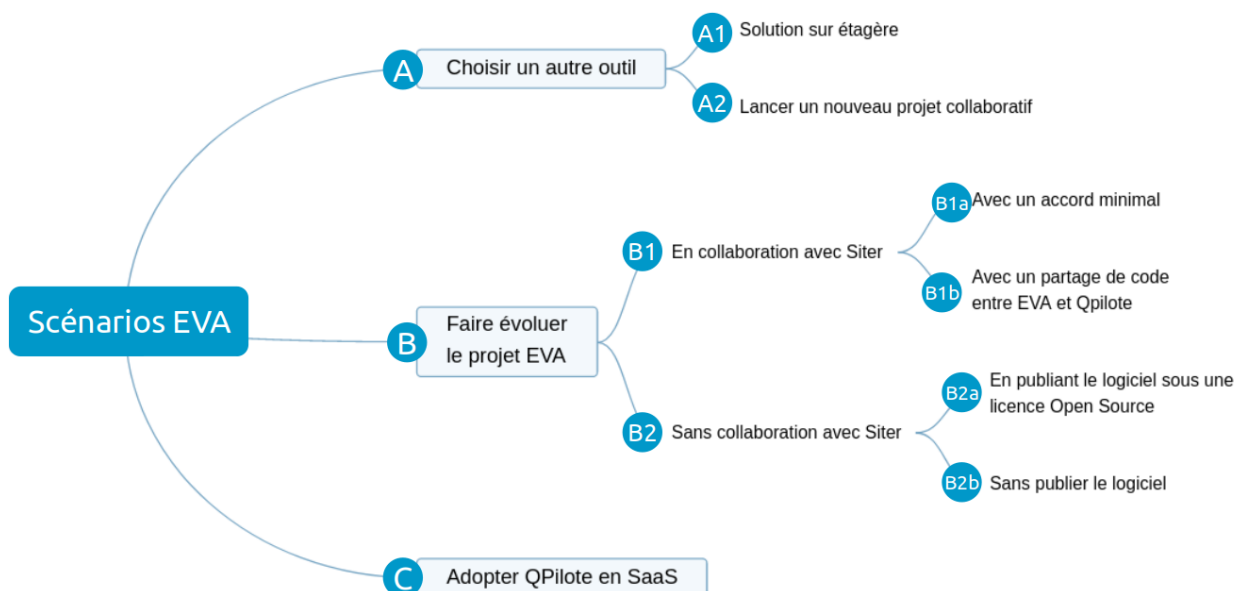 Scénarios EVA
A
Choisir un autre outil
A1
Solution sur étagère
A2
Lancer un nouveau projet collaboratif
B
Faire évoluer
le projet EVA
B1
En collaboration avec Siter
B1a
Avec un accord minimal
B1b
Avec un partage de code
entre EVA et Qpilote
B2
Sans collaboration avec Siter
B2a
En publiant le logiciel sous une
licence Open Source
B2b
Sans publier le logiciel
C
Adopter QPilote en SaaS